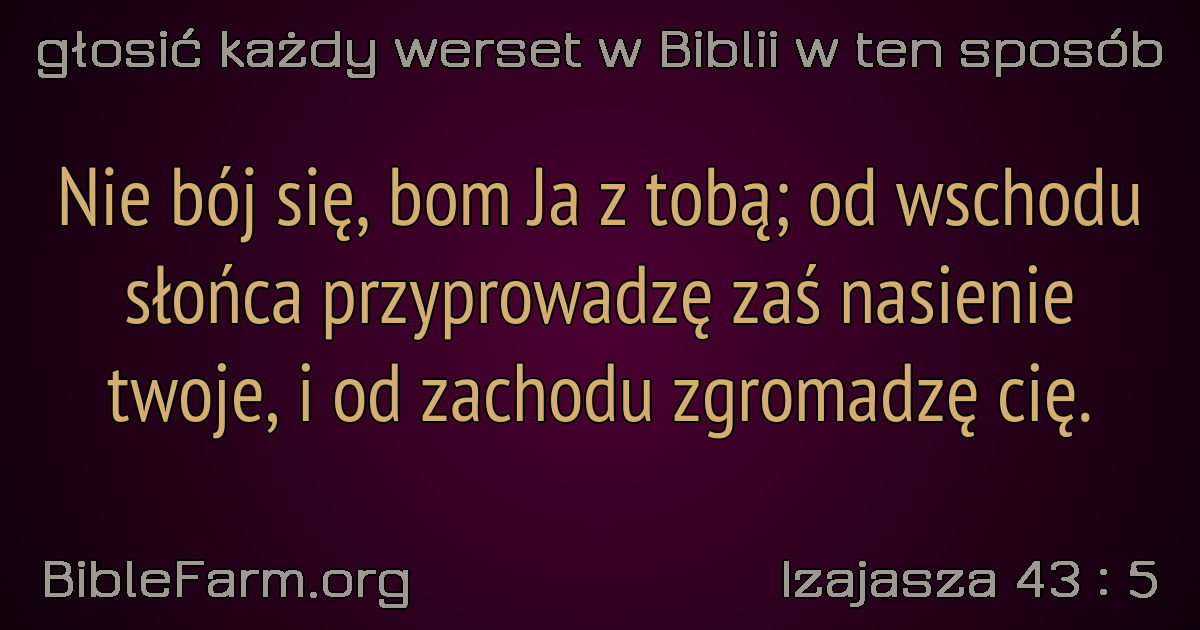 głosić każdy werset w Biblii w ten sposób
Nie bój się, bom Ja z tobą; od wschodu
słońca przyprowadzę zaś nasienie
twoje, i od zachodu zgromadzę cię.
BibleFarm.org
Izajasza 43 : 5